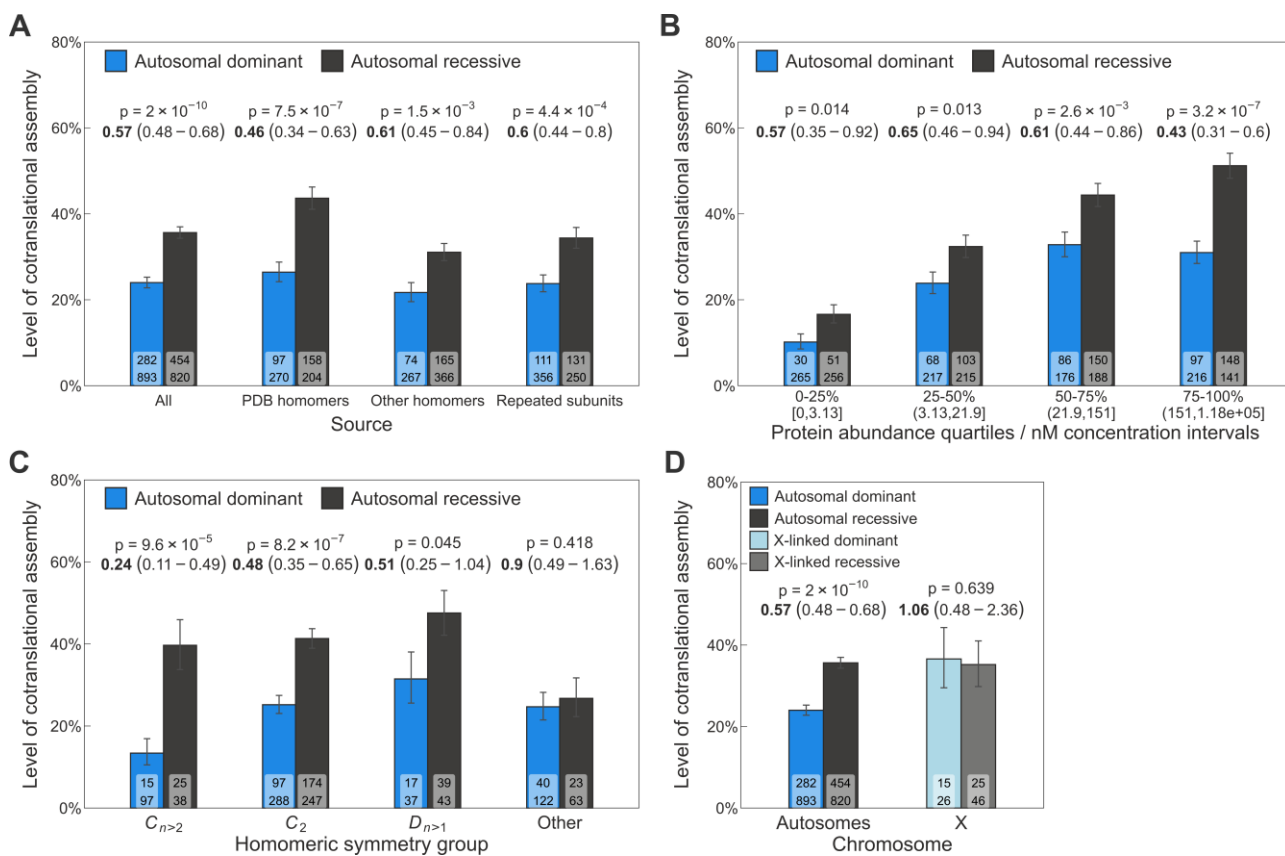 A
80%
60%
40%
20%
0%
Level of cotranslational assembly
Autosomal dominant
Autosomal recessive
p = 2 × 10−10
p = 7.5 × 10−7
p = 1.5 × 10−3
p = 4.4 × 10−4
0.57 (0.48 − 0.68)
0.46 (0.34 − 0.63)
0.61 (0.45 − 0.84)
0.6 (0.44 − 0.8)
282 454 97 158 74 165 111 131
893 820 270 204 267 366 356 250
All PDB homomers Other homomers Repeated subunits
Source
B
80%
60%
40%
20%
0%
Level of cotranslational assembly
Autosomal dominant
Autosomal recessive
p = 0.014
p = 0.013
p = 2.6 × 10−3
p = 3.2 × 10−7
0.57 (0.35 − 0.92)
0.65 (0.46 − 0.94)
0.61 (0.44 − 0.86)
0.43 (0.31 − 0.6)
30 51 68 103 86 150 97 148
265 256 217 215 176 188 216 141
0-25% 25-50% 50-75% 75-100%
[0,3.13] (3.13,21.9] (21.9,151] (151,1.18e+05]
Protein abundance quartiles / nM concentration intervals
C
80%
60%
40%
20%
0%
Level of cotranslational assembly
Autosomal dominant
Autosomal recessive
p = 9.6 × 10−5
p = 8.2 × 10−7
p = 0.045
p = 0.418
0.24 (0.11 − 0.49)
0.48 (0.35 − 0.65)
0.51 (0.25 − 1.04)
0.9 (0.49 − 1.63)
15 25 97 174 17 39 40 23
97 38 288 247 37 43 122 63
Cn>2 C2 Dn>1 Other
Homomeric symmetry group
D
80%
60%
40%
20%
0%
Level of cotranslational assembly
Autosomal dominant
Autosomal recessive
X-linked dominant
X-linked recessive
p = 2 × 10−10
p = 0.639
0.57 (0.48 − 0.68)
1.06 (0.48 − 2.36)
282 454 15 25
893 820 26 46
Autosomes X
Chromosome